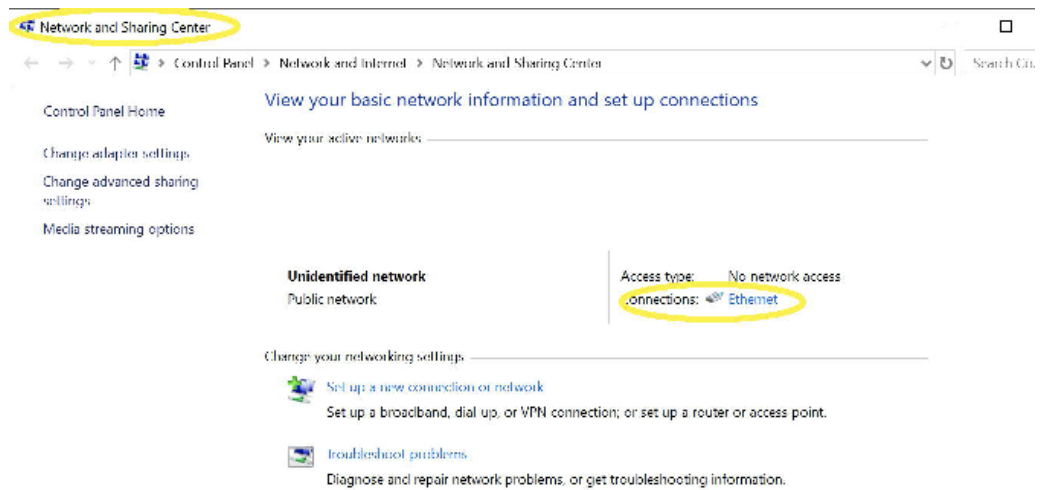 Network and Sharing Center
Control Panel > Network and Internet > Network and Sharing Center
Search Co
Control Panel Home
Change adapter settings
Change advanced sharing
settings
Media streaming options
View your basic network information and set up connections
View your active networks
Unidentified network
Public network
Access type: No network access
onnections: Ethernet
Change your networking settings
Set up a new connection or network
Set up a broadband, dial up, or VPN connection; or set up a router or access point.
Troubleshoot problems
Diagnose and repair network problems, or get troubleshooting information.